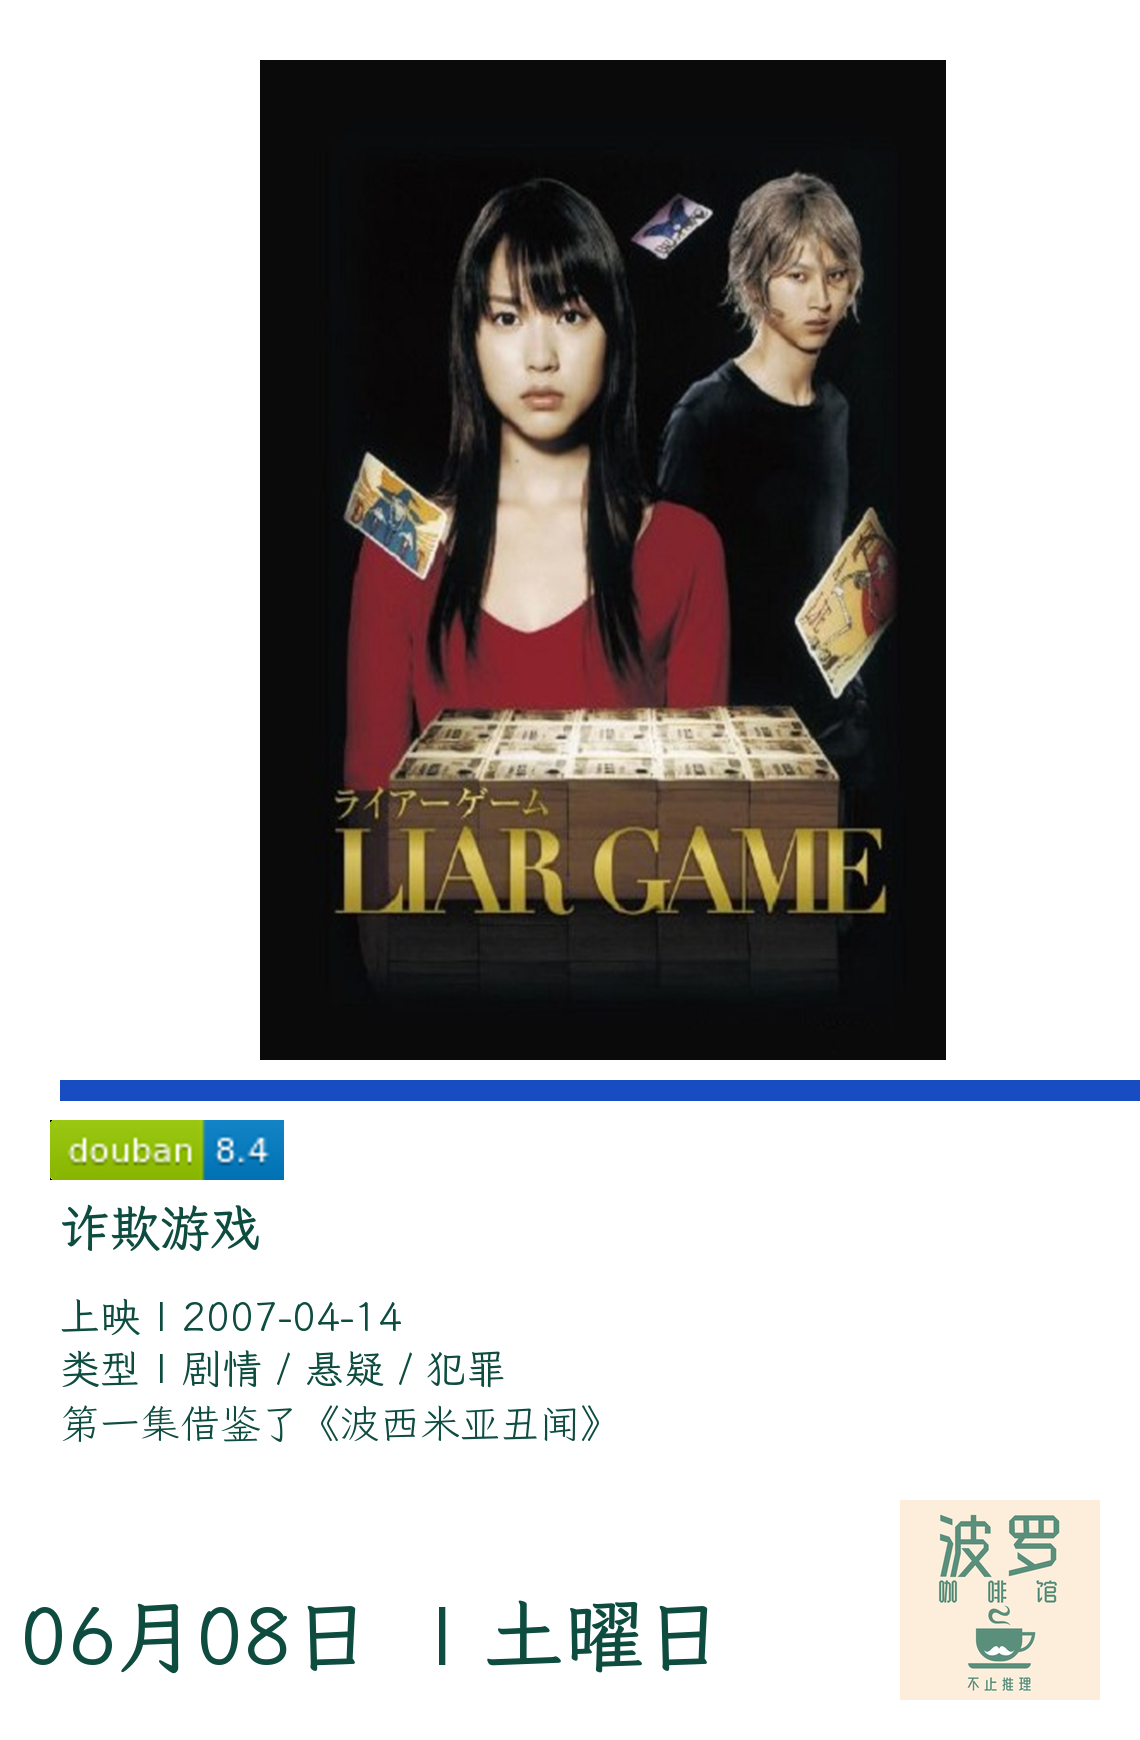 ライアーゲーム
LIAR GAME
douban 8.4
诈欺游戏
上映 | 2007-04-14
类型 | 剧情 / 悬疑 / 犯罪
第一集借鉴了《波西米亚丑闻》
06月08日 | 土曜日
波罗
咖啡馆
不止推理